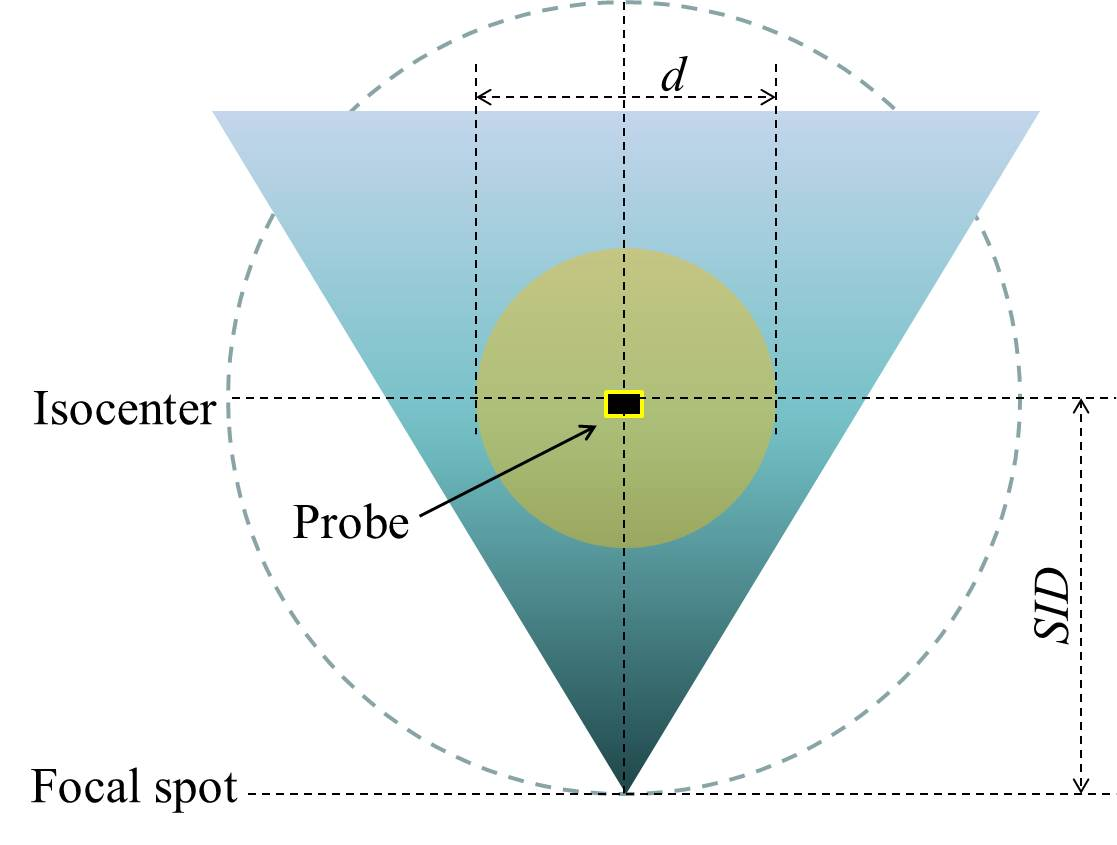 d
Isocenter
Probe
SID
Focal spot